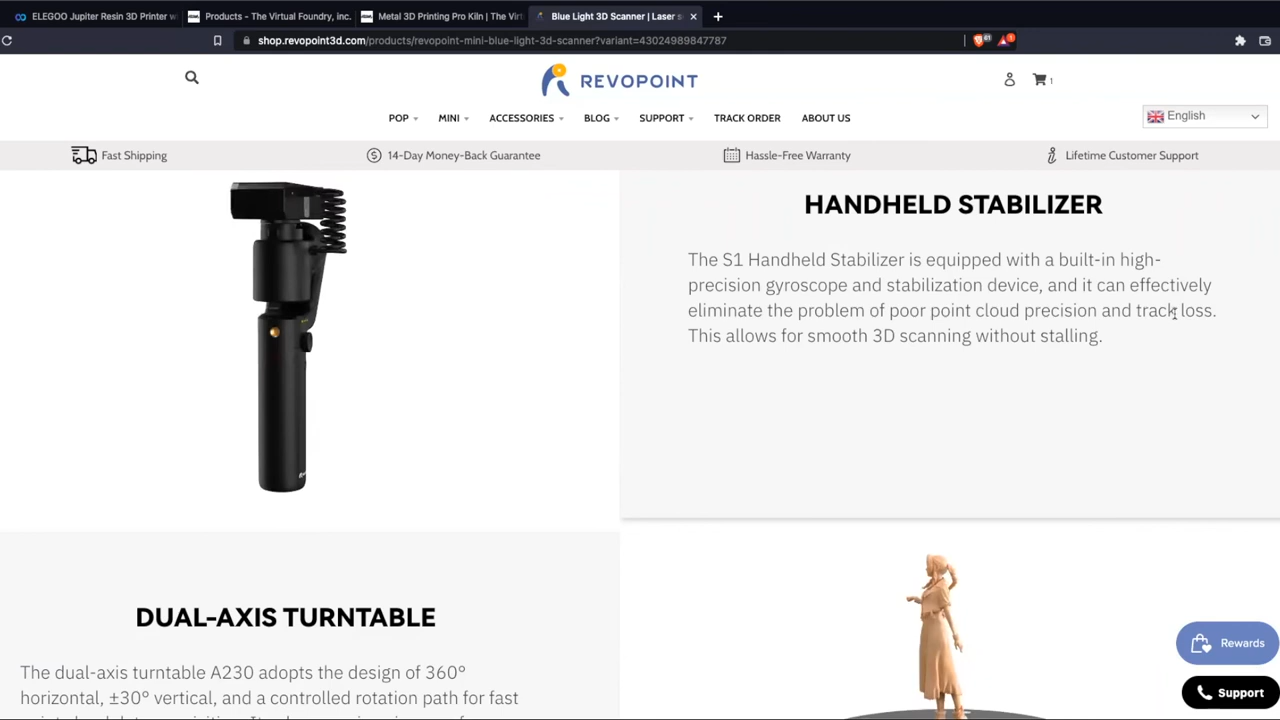 ELEGOO Jupiter Resin 3D Printer w
Products - The Virtual Foundry, inc.
Metal 3D Printing Pro Kiln | The Virt
Blue Light 3D Scanner | Laser s
shop.revopoint3d.com/products/revopoint-mini-blue-light-3d-scanner?variant=43024989847787
61
1
REVOPOINT
1
POP
MINI
ACCESSORIES
BLOG
SUPPORT
TRACK ORDER
ABOUT US
English
Fast Shipping
14-Day Money-Back Guarantee
Hassle-Free Warranty
Lifetime Customer Support
HANDHELD STABILIZER
The S1 Handheld Stabilizer is equipped with a built-in high-
precision gyroscope and stabilization device, and it can effectively
eliminate the problem of poor point cloud precision and track loss.
This allows for smooth 3D scanning without stalling.
DUAL-AXIS TURNTABLE
The dual-axis turntable A230 adopts the design of 360°
horizontal, ±30° vertical, and a controlled rotation path for fast
Rewards
Support